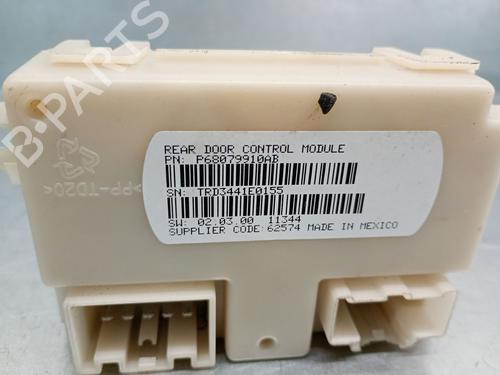 B-PARTS
REAR DOOR CONTROL MODULE
PN: P68079910AB
SN: TRD3441E0155
SW: 02.03.00 11344
SUPPLIER CODE: 62574 MADE IN MEXICO
>PP-TD20<